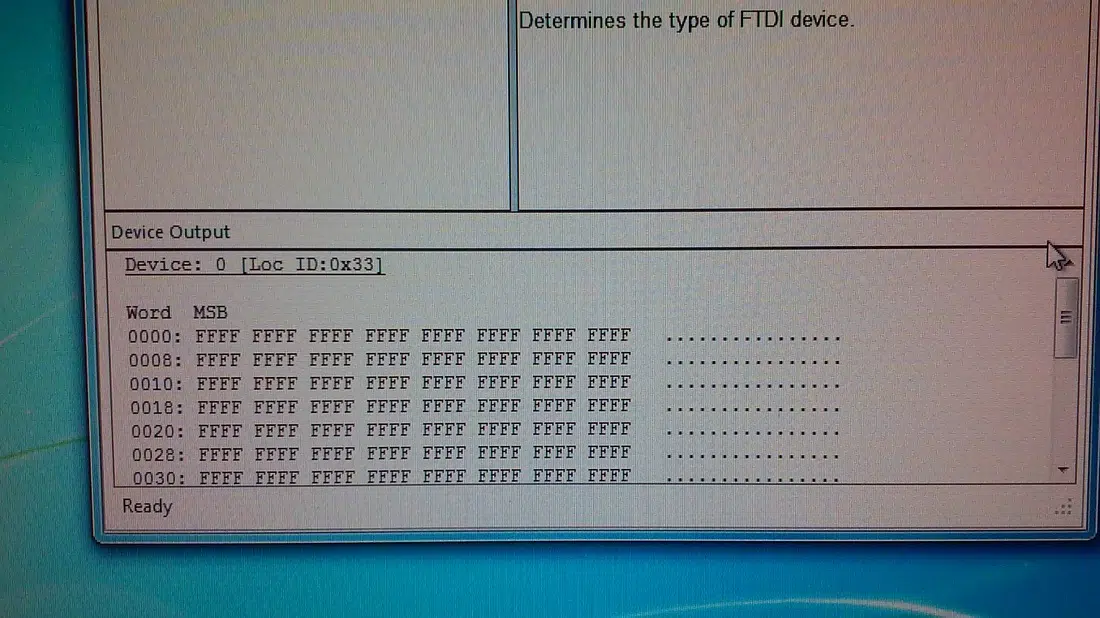 Determines the type of FTDI device.
Device Output
Device: 0 [Loc ID:0x33]
Word MSB
0000: FFFF FFFF FFFF FFFF FFFF FFFF FFFF FFFF ................
0008: FFFF FFFF FFFF FFFF FFFF FFFF FFFF FFFF ................
0010: FFFF FFFF FFFF FFFF FFFF FFFF FFFF FFFF ................
0018: FFFF FFFF FFFF FFFF FFFF FFFF FFFF FFFF ................
0020: FFFF FFFF FFFF FFFF FFFF FFFF FFFF FFFF ................
0028: FFFF FFFF FFFF FFFF FFFF FFFF FFFF FFFF ................
0030: FFFF FFFF FFFF FFFF FFFF FFFF FFFF FFFF ................
Ready